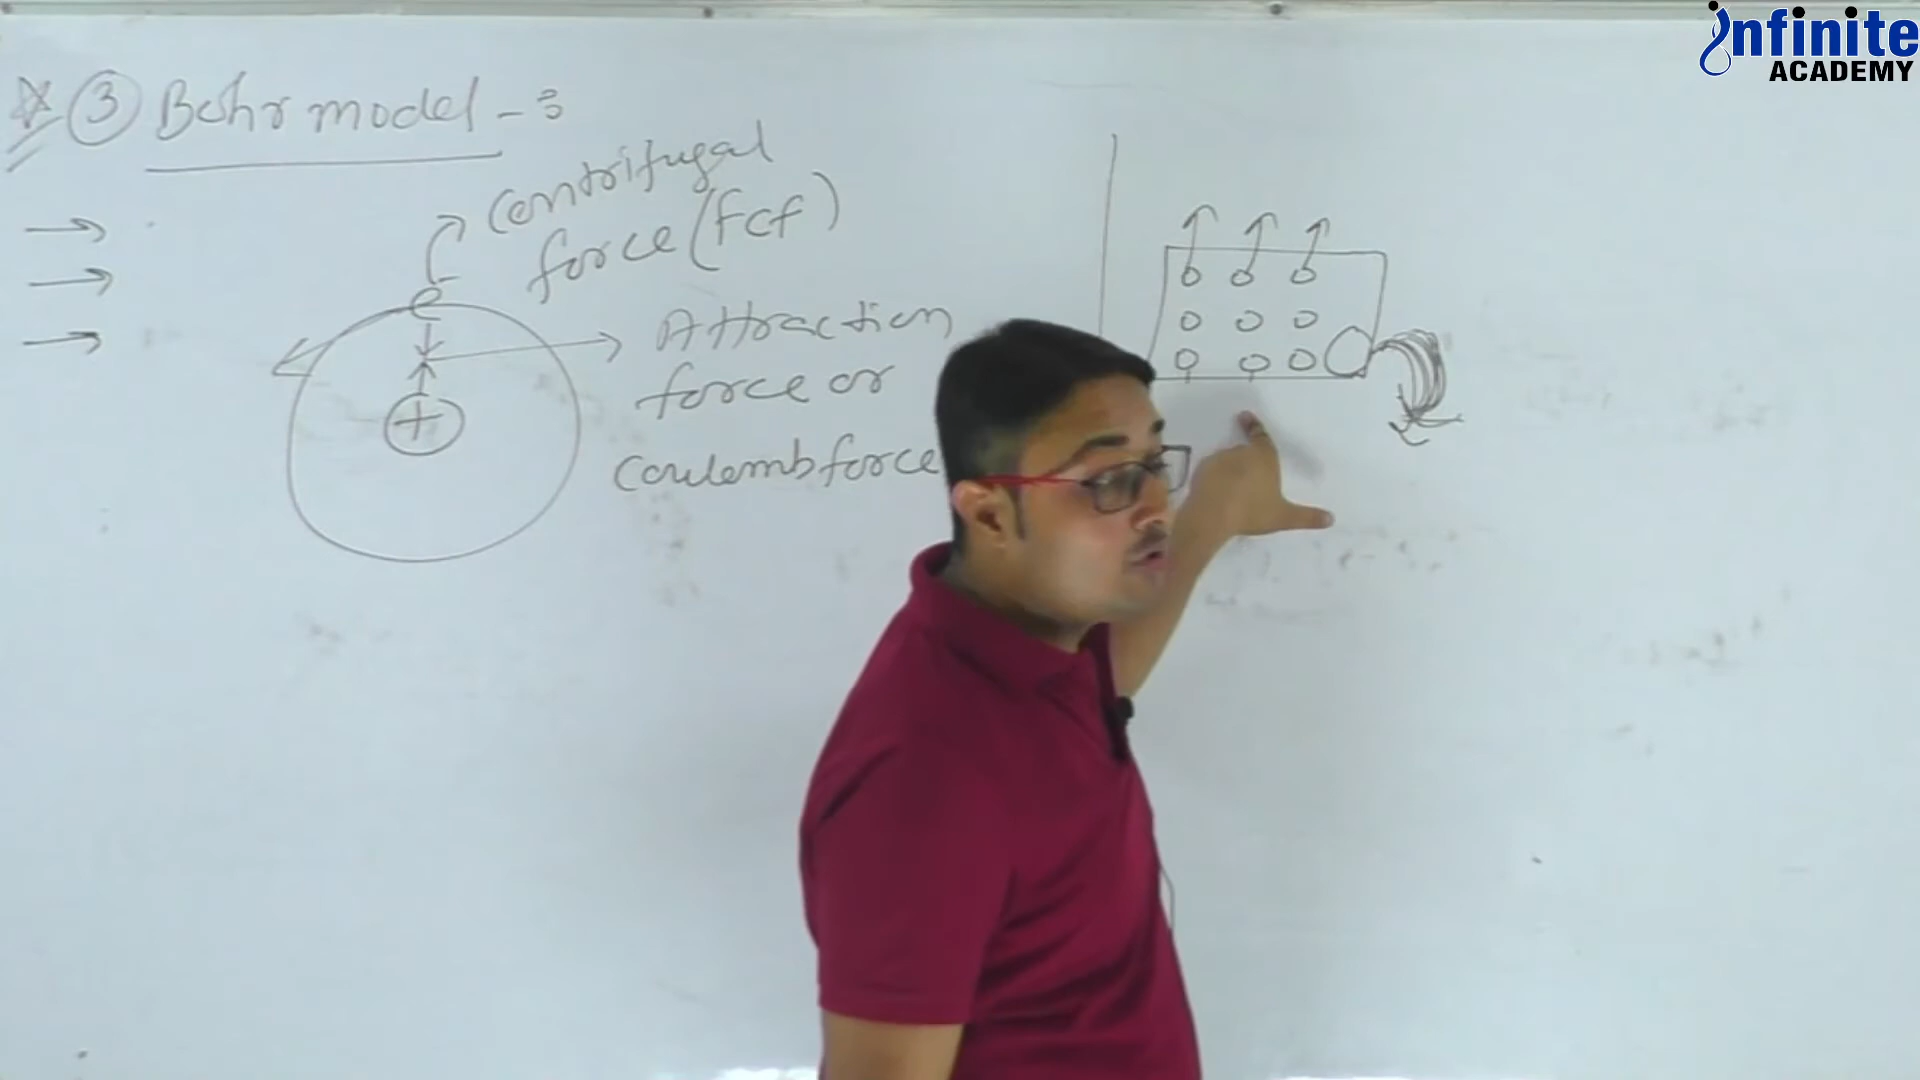 infinite
ACADEMY
③ Bohr model -:
Centrifugal
force (Fcf)
e
Attraction
force or
Coulomb force
+